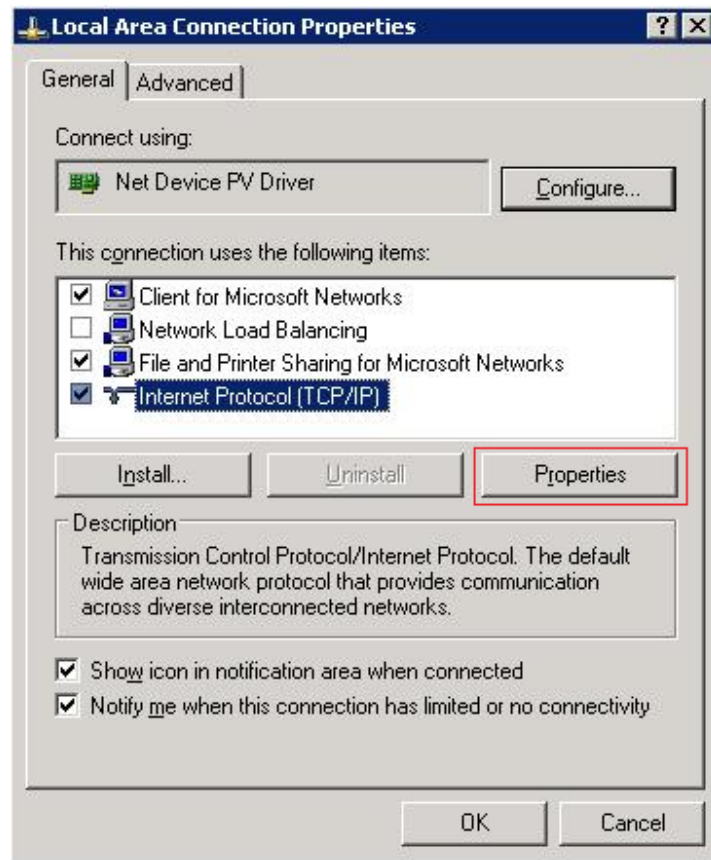 Local Area Connection Properties
General
Advanced
Connect using:
Net Device PV Driver
Configure...
This connection uses the following items:
Client for Microsoft Networks
Network Load Balancing
File and Printer Sharing for Microsoft Networks
Internet Protocol (TCP/IP)
Install...
Uninstall
Properties
Description
Transmission Control Protocol/Internet Protocol. The default
wide area network protocol that provides communication
across diverse interconnected networks.
Show icon in notification area when connected
Notify me when this connection has limited or no connectivity
OK
Cancel